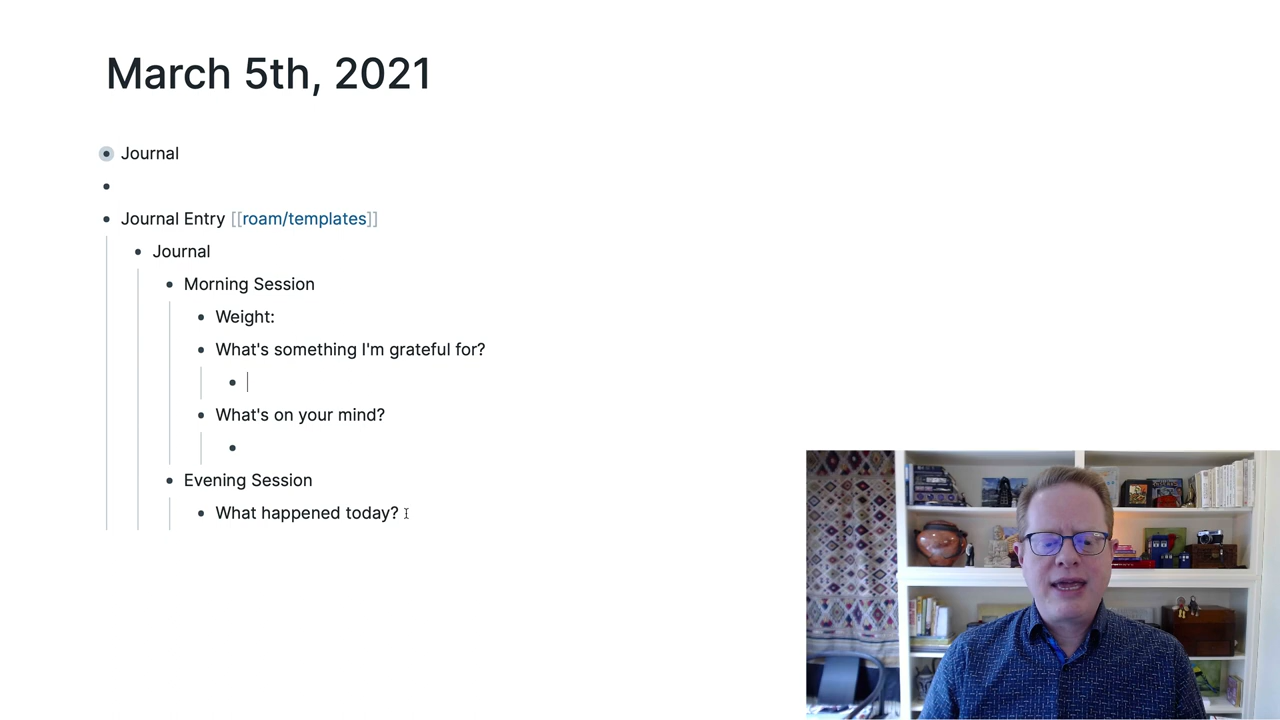 March 5th, 2021
Journal
Journal Entry [[roam/templates]]
Journal
Morning Session
Weight:
What's something I'm grateful for?
What's on your mind?
Evening Session
What happened today?